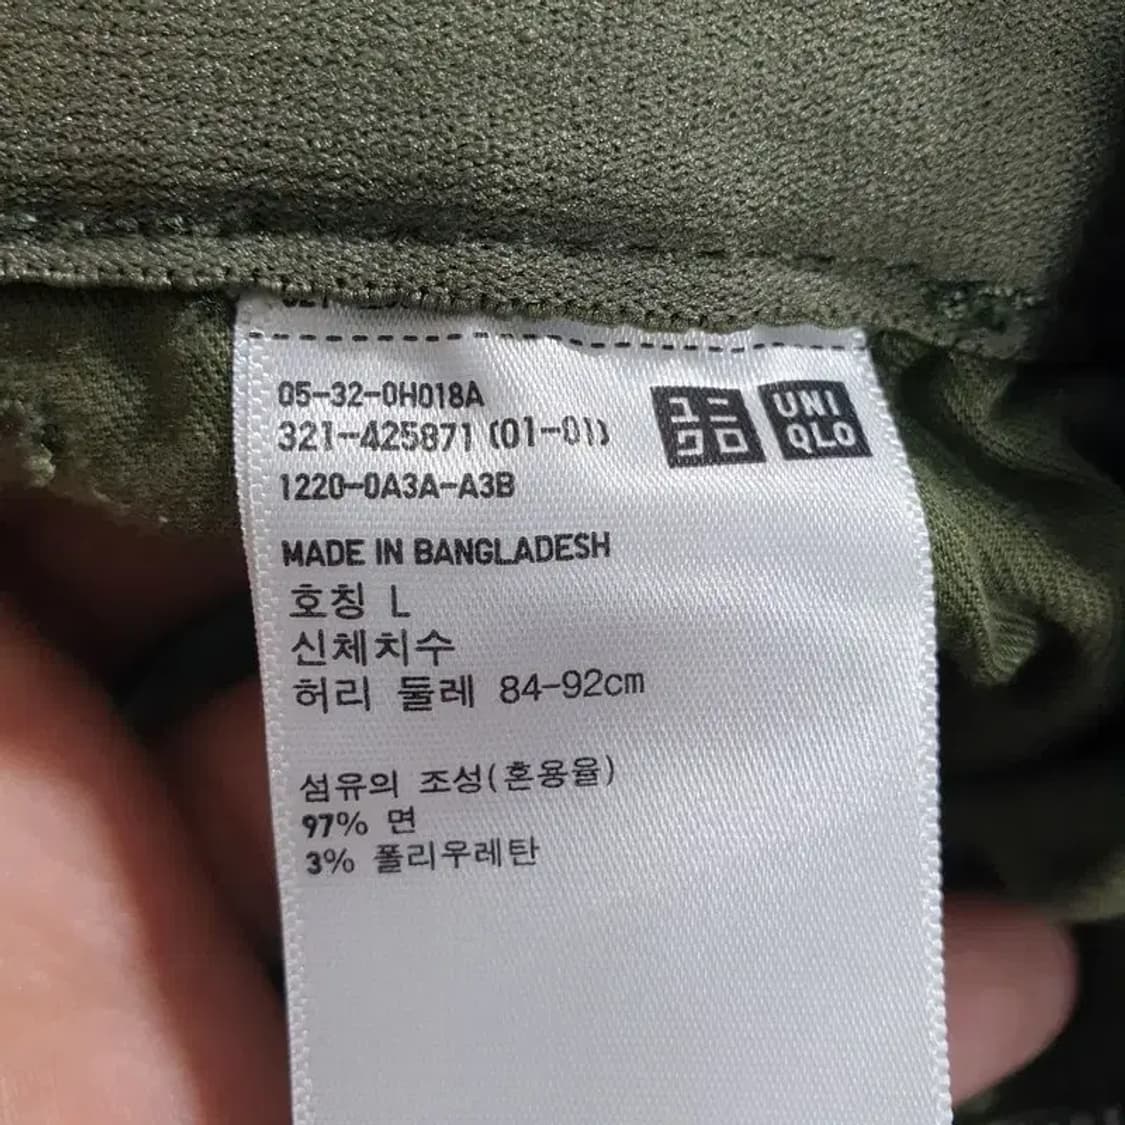 05-32-0H018A
321-425871 (01-01)
1220-0A3A-A3B
ユニ
クロ
UNI
QLO
MADE IN BANGLADESH
호칭 L
신체치수
허리 둘레 84-92cm
섬유의 조성(혼용율)
97% 면
3% 폴리우레탄